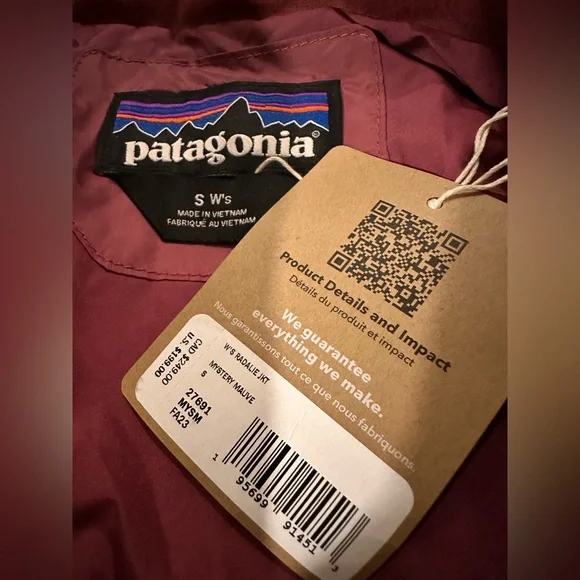 patagonia®
S W's
MADE IN VIETNAM
FABRIQUÉ AU VIETNAM
Product Details and Impact
Détails du produit et impact
We guarantee
everything we make.
Nous garantissons tout ce que nous fabriquons.
W'S RADALIE JKT
MYSTERY MAUVE
S
27691
MYSM
FA23
CAD $249.00
U.S. $199.00
1 95699 91451 3